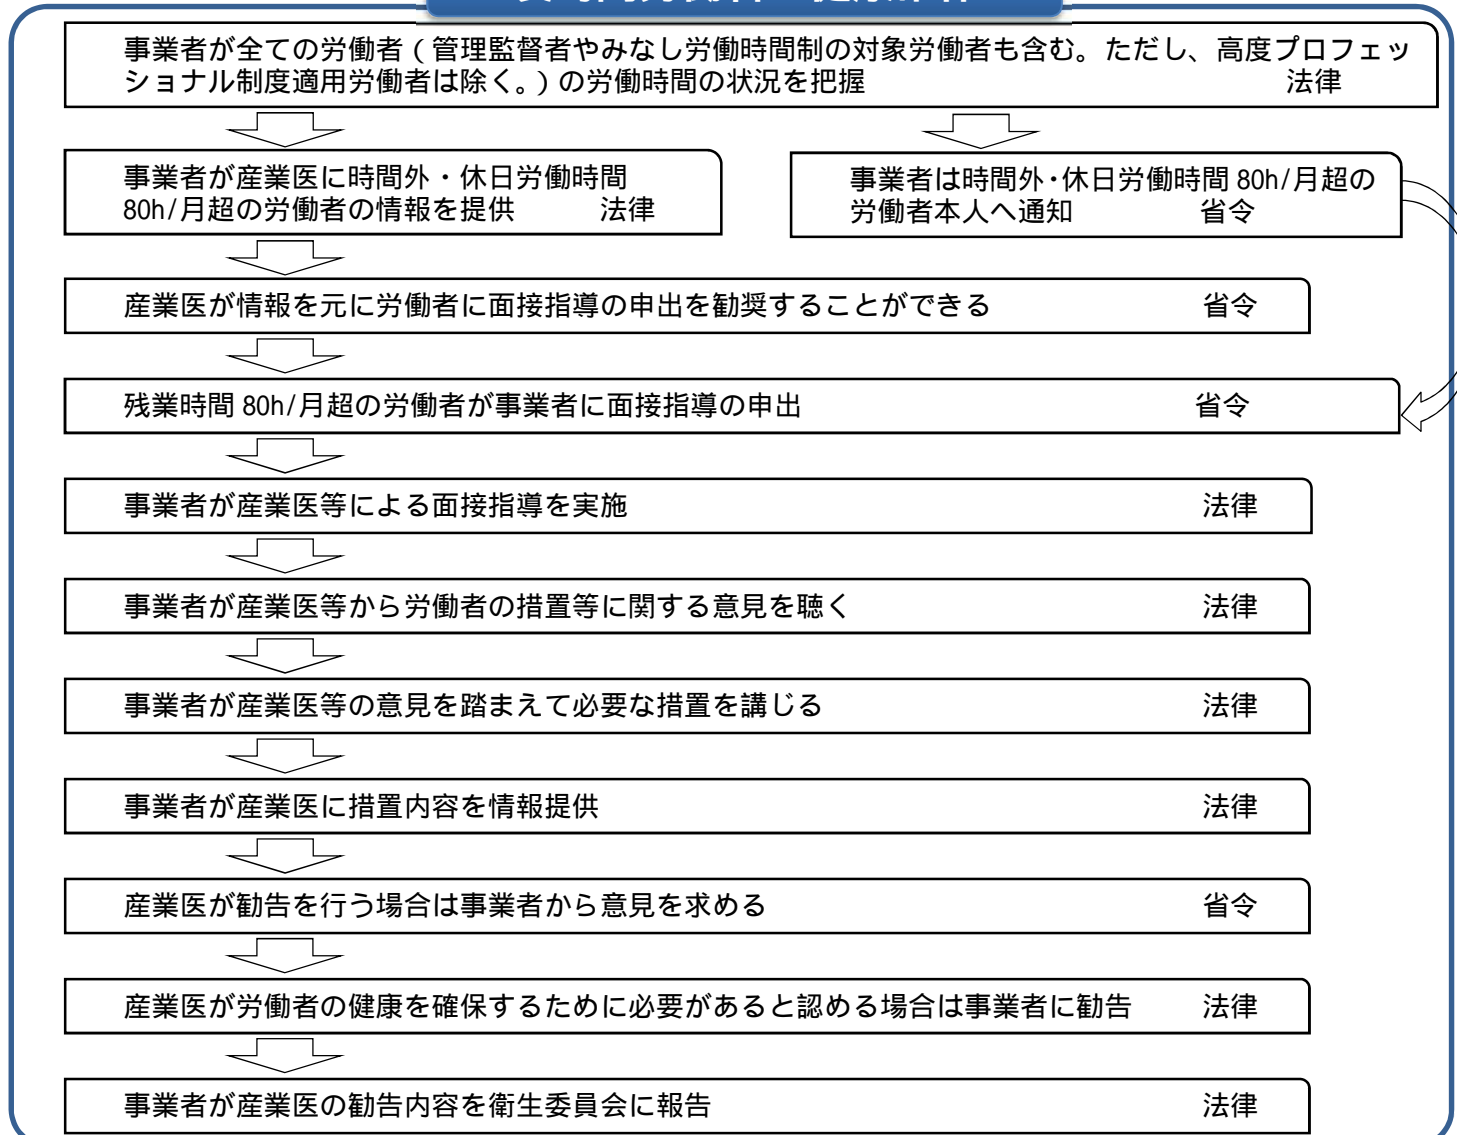 事業者が全ての労働者(管理監督者やみなし労働時間制の対象労働者も含む。ただし、高度プロフェッ
ショナル制度適用労働者は除く。)の労働時間の状況を把握 法律
事業者が産業医に時間外・休日労働時間
80h/月超の労働者の情報を提供 法律
事業者は時間外・休日労働時間 80h/月超の
労働者本人へ通知 省令
産業医が情報を元に労働者に面接指導の申出を勧奨することができる 省令
残業時間 80h/月超の労働者が事業者に面接指導の申出 省令
事業者が産業医等による面接指導を実施 法律
事業者が産業医等から労働者の措置等に関する意見を聴く 法律
事業者が産業医等の意見を踏まえて必要な措置を講じる 法律
事業者が産業医に措置内容を情報提供 法律
産業医が勧告を行う場合は事業者から意見を求める 省令
産業医が労働者の健康を確保するために必要があると認める場合は事業者に勧告 法律
事業者が産業医の勧告内容を衛生委員会に報告 法律